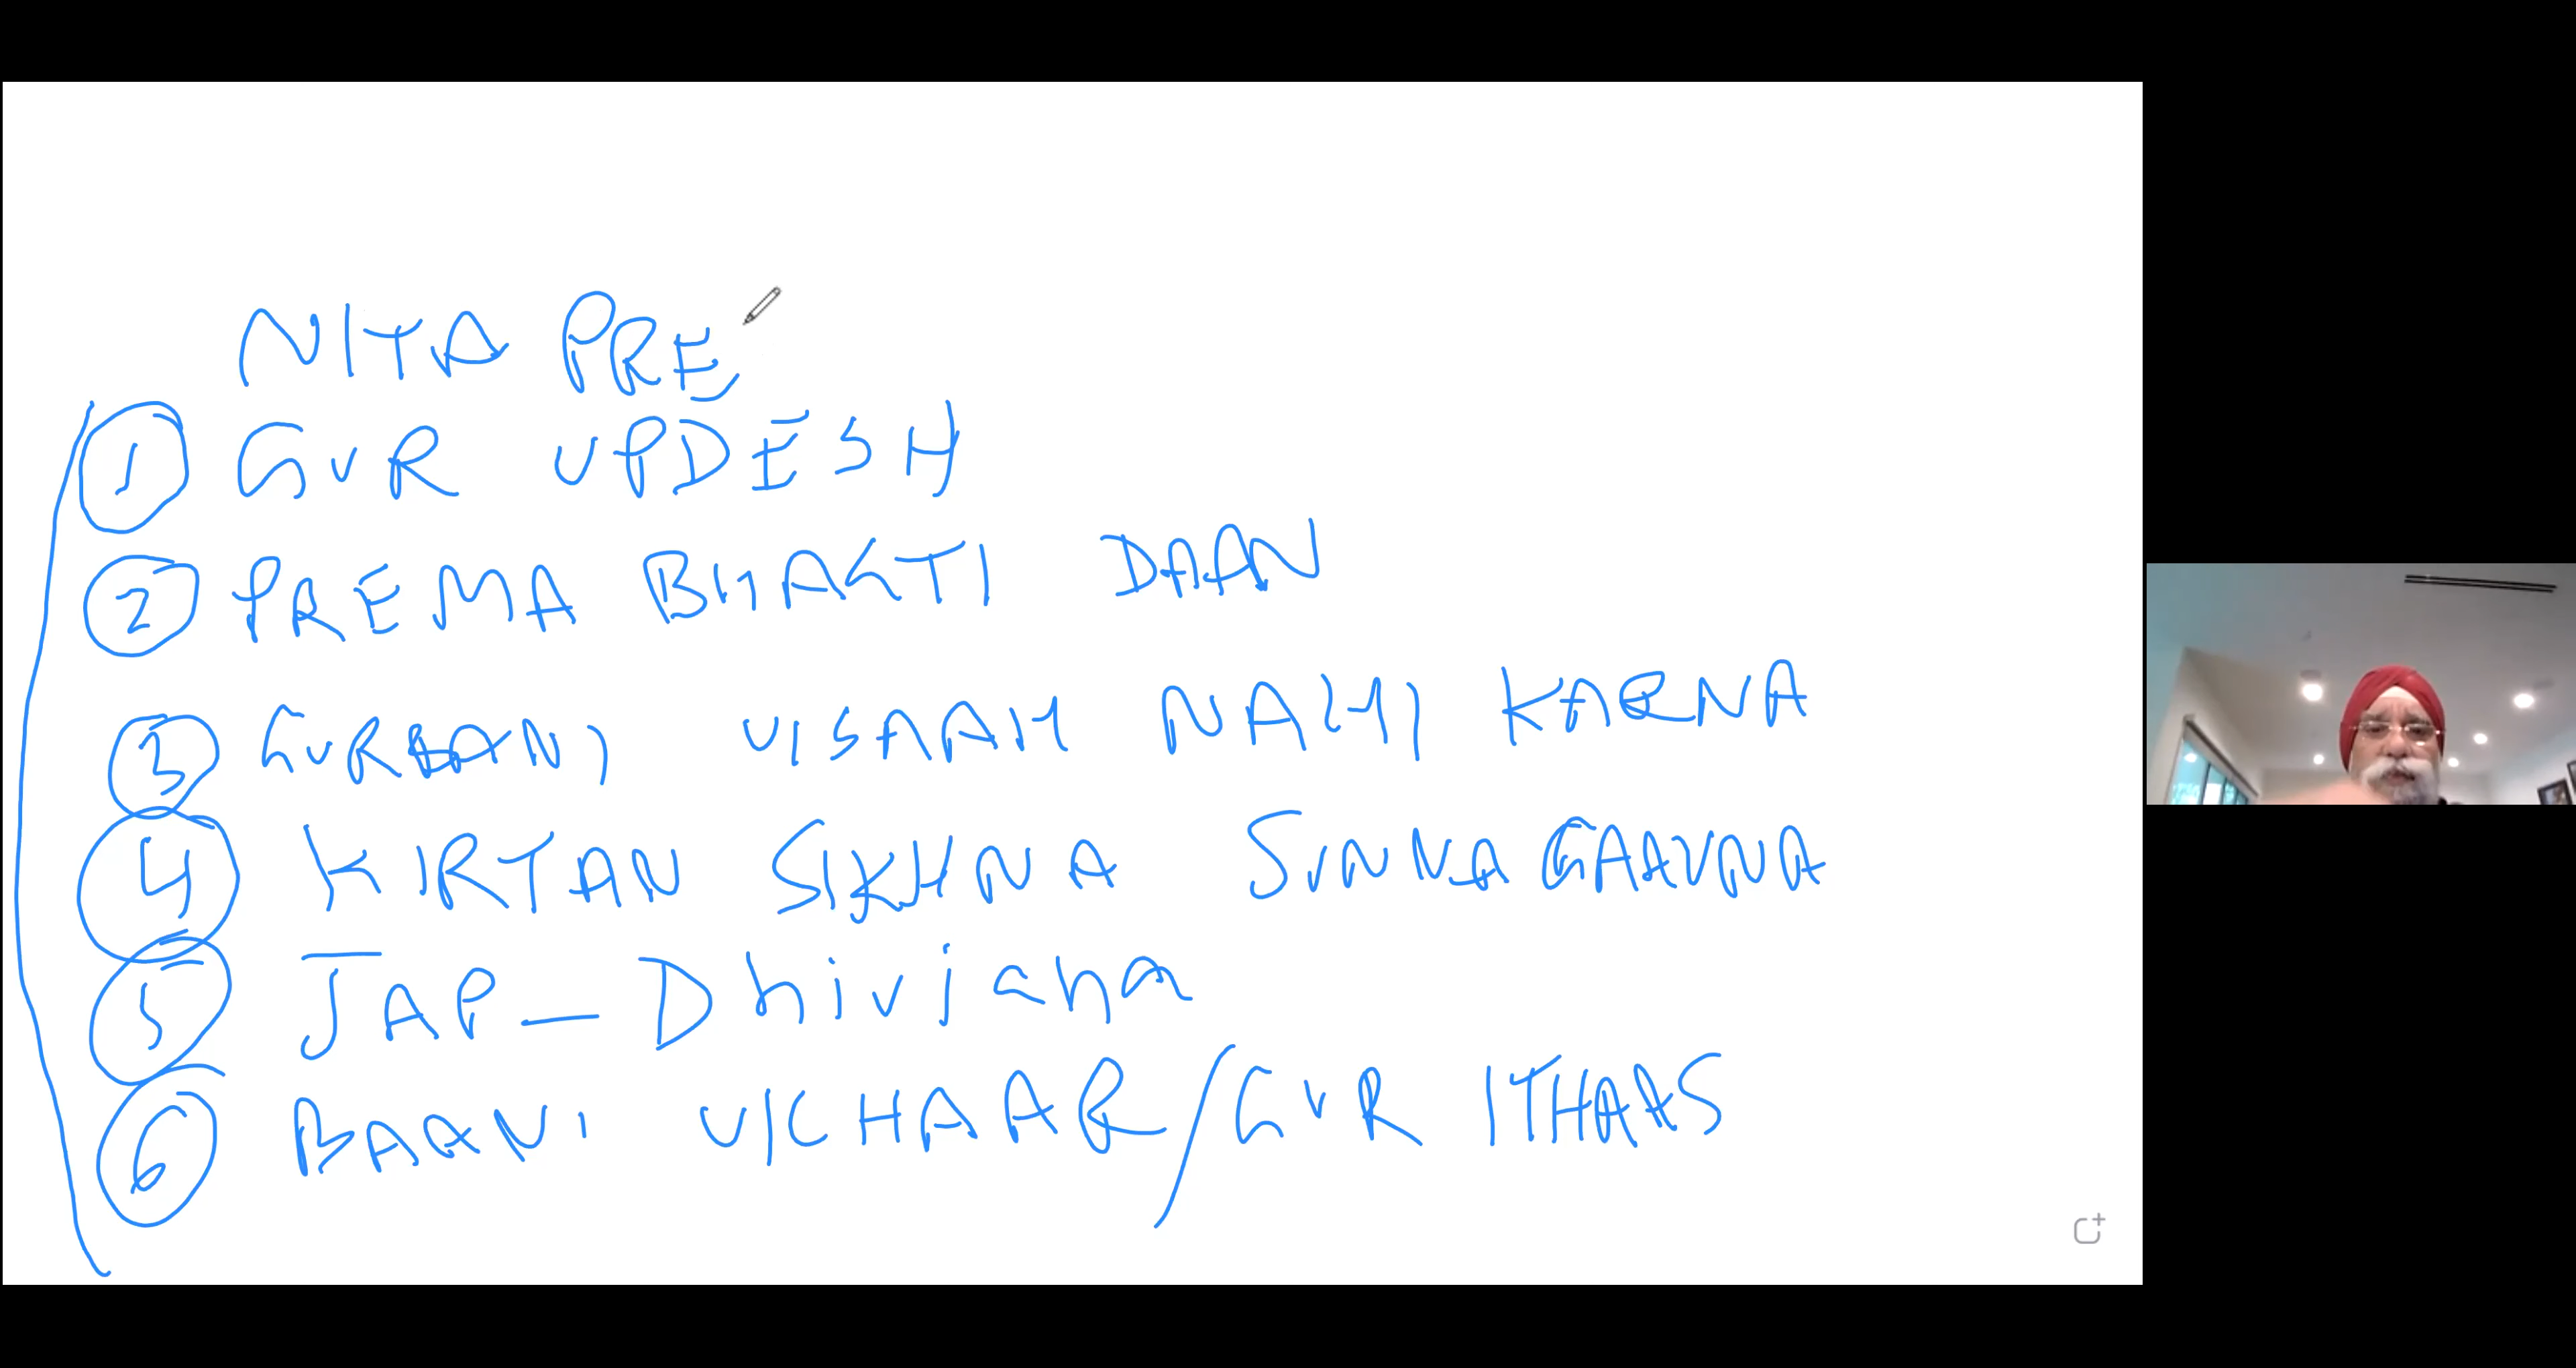 NITA PRE
1 GUR UPDESH
2 PREMA BHAGTI DAAN
3 GURBANI VISAAH NAHI KARNA
4 KIRTAN SIKHNA SUNNA GAAVNA
5 JAP - Dhivjana
6 BAANI VICHAAR / GUR ITHAAS